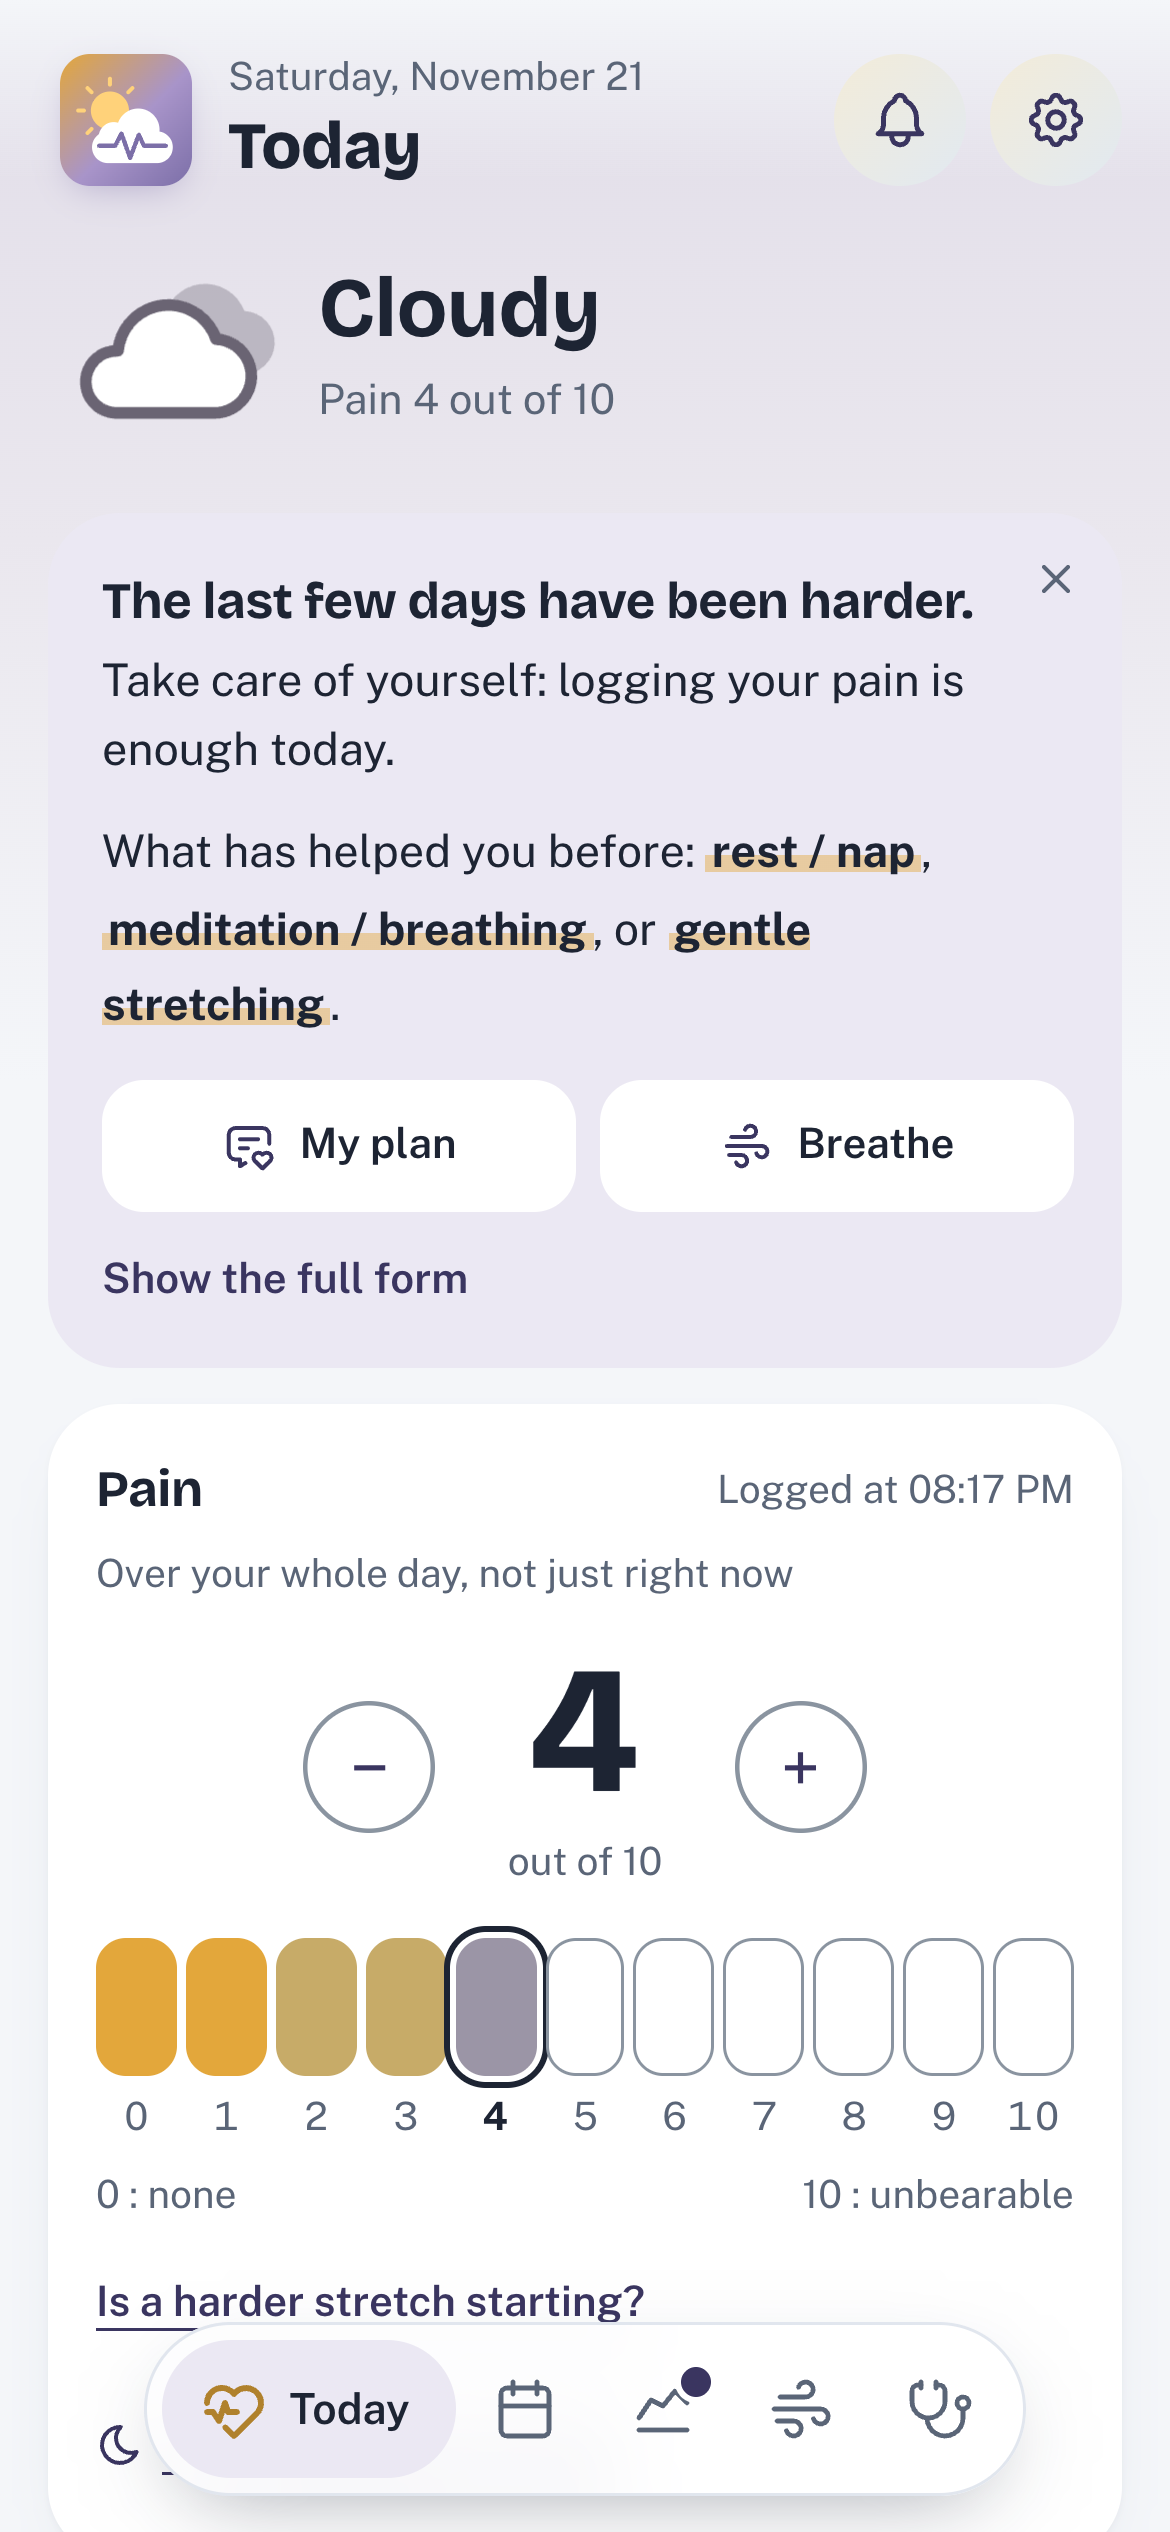 Saturday, November 21
Today
Cloudy
Pain 4 out of 10
The last few days have been harder.
Take care of yourself: logging your pain is
enough today.
What has helped you before: rest / nap,
meditation / breathing, or gentle
stretching.
My plan
Breathe
Show the full form
Pain
Logged at 08:17 PM
Over your whole day, not just right now
−
4
+
out of 10
0 1 2 3 4 5 6 7 8 9 10
0 : none
10 : unbearable
Is a harder stretch starting?
Today